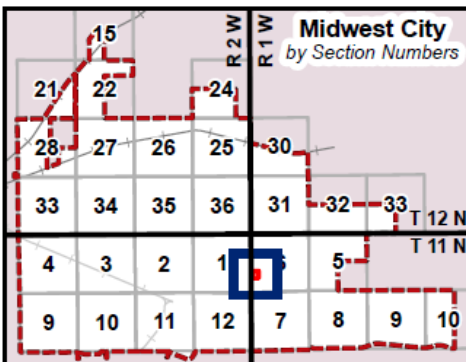 Midwest City
by Section Numbers
R 2 W
R 1 W
15
21 22 24
28 27 26 25 30
33 34 35 36 31 32 33
T 12 N
T 11 N
4 3 2 1 6 5
9 10 11 12 7 8 9 10